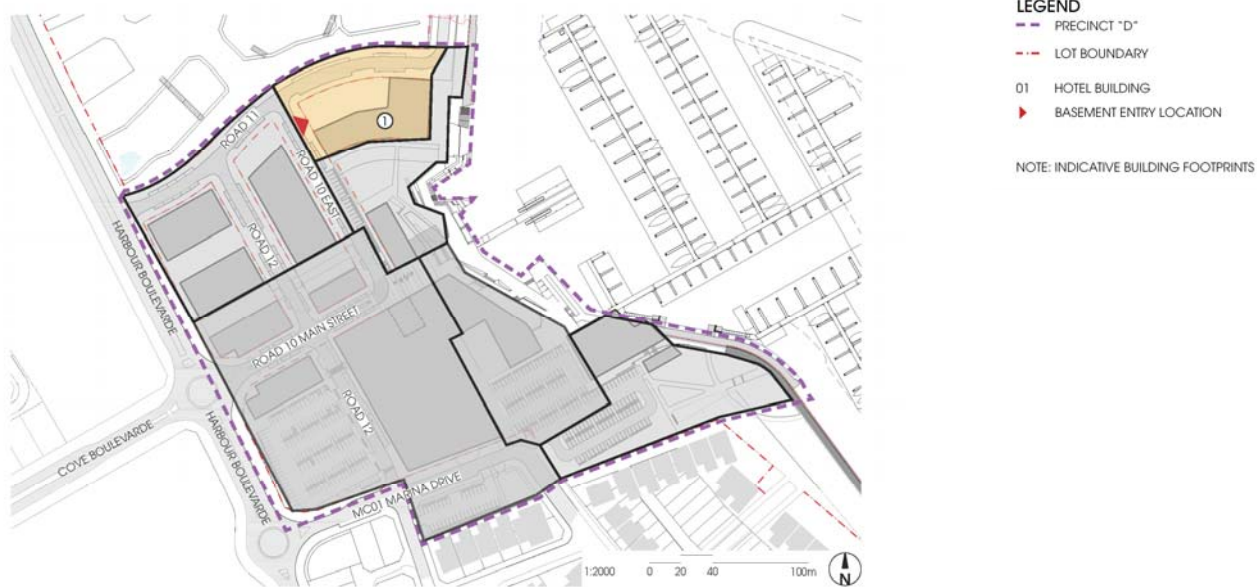 LEGEND
PRECINCT "D"
LOT BOUNDARY
01 HOTEL BUILDING
BASEMENT ENTRY LOCATION
NOTE: INDICATIVE BUILDING FOOTPRINTS
1
ROAD 11
ROAD 10 EAST
ROAD 12
HARBOUR BOULEVARDE
ROAD 10 MAIN STREET
ROAD 12
HARBOUR BOULEVARDE
COVE BOULEVARDE
MC01 MARINA DRIVE
1:2000 0 20 40 100m
N